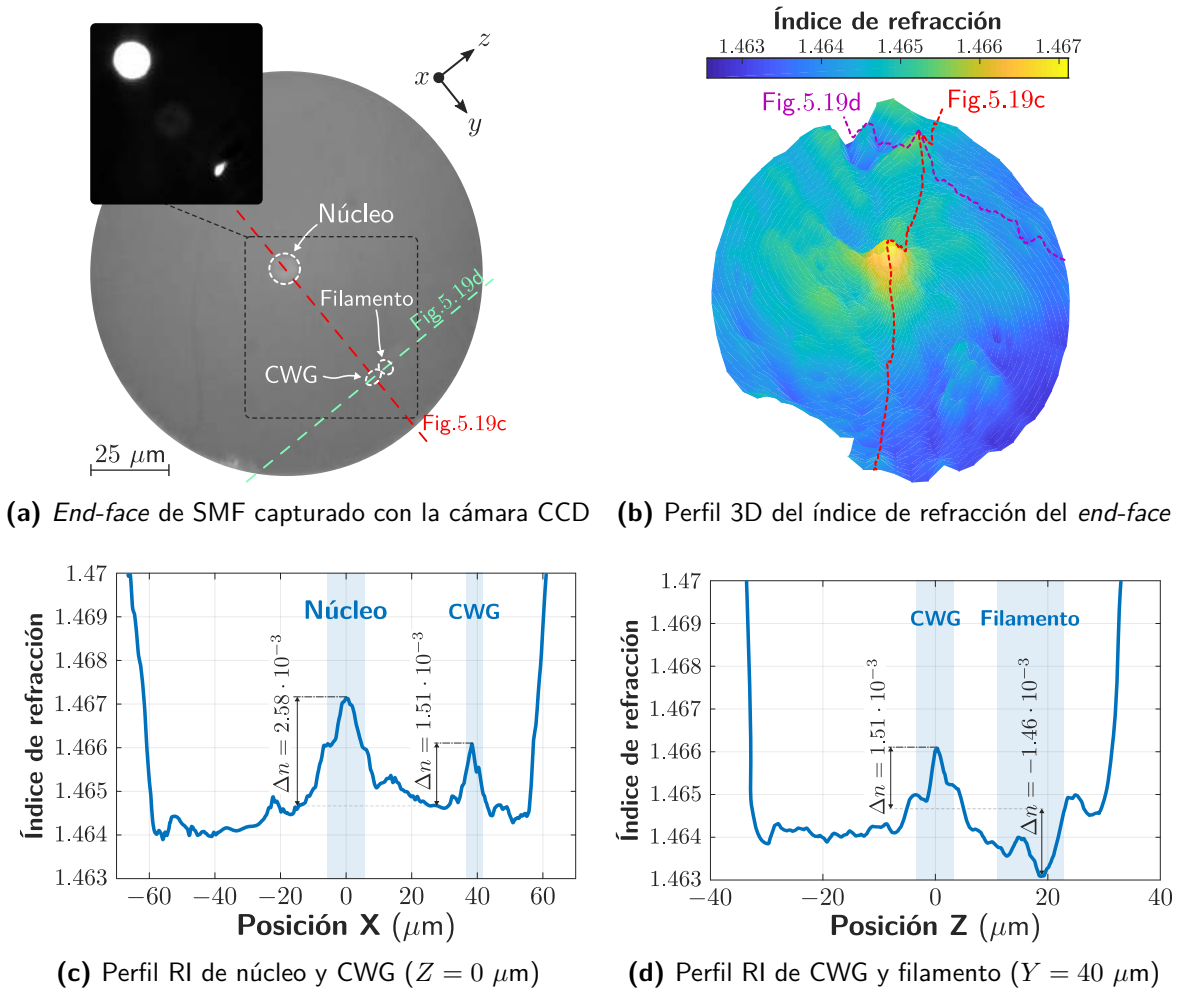 Índice de refracción
1.463 1.464 1.465 1.466 1.467
z
x
y
Fig.5.19d
Fig.5.19c
Núcleo
Filamento
Fig.5.19d
CWG
Fig.5.19c
25 μm
(a) End-face de SMF capturado con la cámara CCD
(b) Perfil 3D del índice de refracción del end-face
Índice de refracción
1.47
1.469
1.468
1.467
1.466
1.465
1.464
1.463
Núcleo
CWG
Δn = 2.58 · 10⁻³
Δn = 1.51 · 10⁻³
−60 −40 −20 0 20 40 60
Posición X (μm)
(c) Perfil RI de núcleo y CWG (Z = 0 μm)
Índice de refracción
1.47
1.469
1.468
1.467
1.466
1.465
1.464
1.463
CWG
Filamento
Δn = 1.51 · 10⁻³
Δn = −1.46 · 10⁻³
−40 −20 0 20 40
Posición Z (μm)
(d) Perfil RI de CWG y filamento (Y = 40 μm)